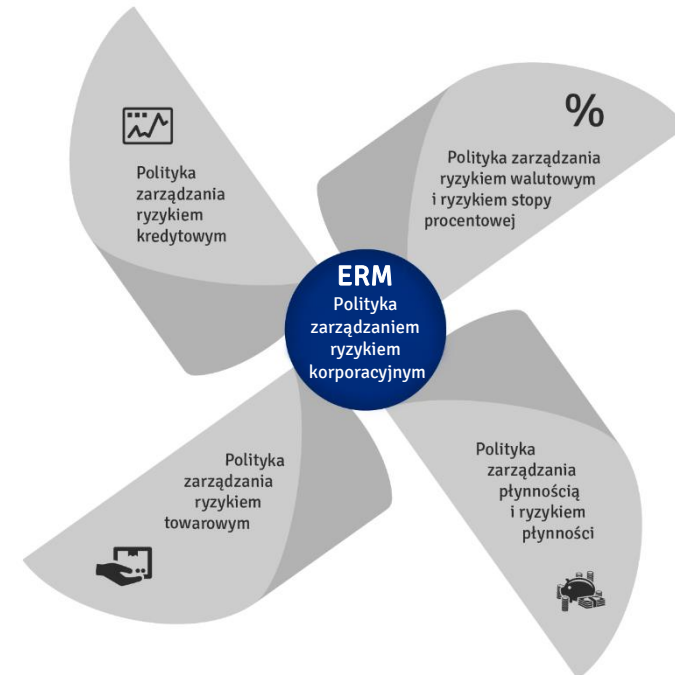 Polityka
zarządzania
ryzykiem
kredytowym
%
Polityka zarządzania
ryzykiem walutowym
i ryzykiem stopy
procentowej
ERM
Polityka
zarządzaniem
ryzykiem
korporacyjnym
Polityka
zarządzania
ryzykiem
towarowym
Polityka
zarządzania
płynnością
i ryzykiem
płynności